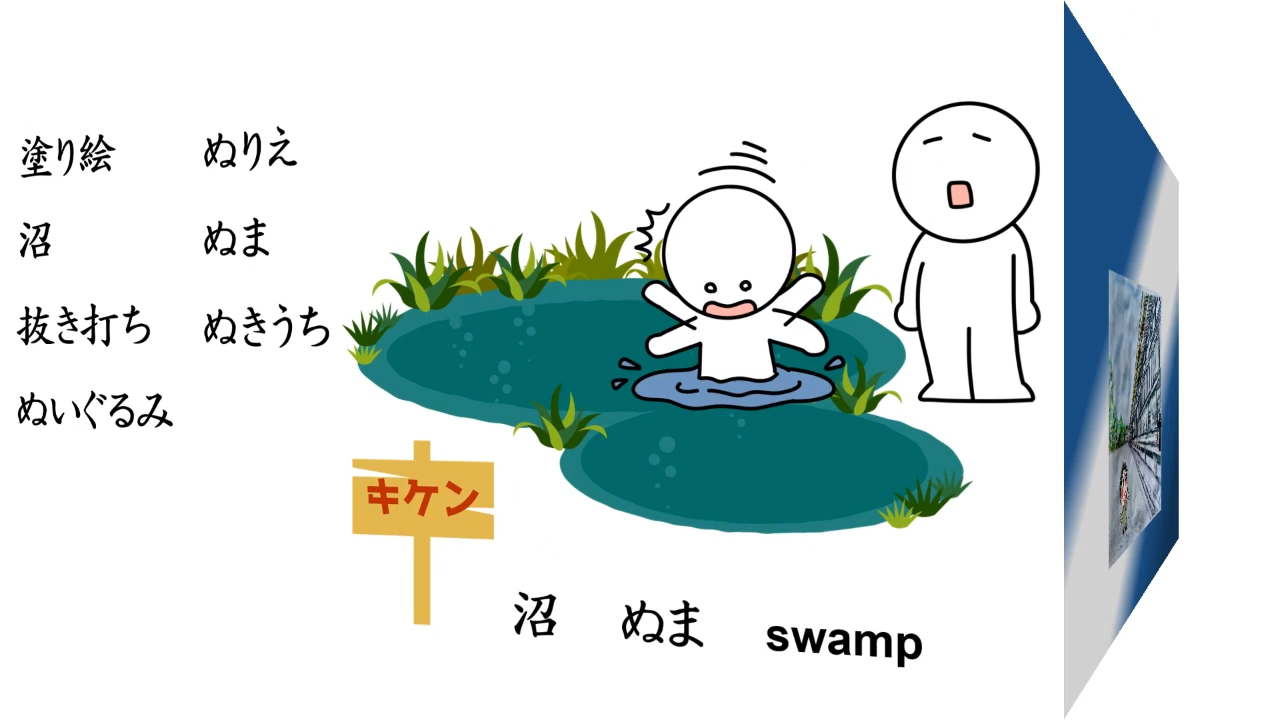 塗り絵 ぬりえ
沼 ぬま
抜き打ち ぬきうち
ぬいぐるみ
キケン
沼 ぬま swamp